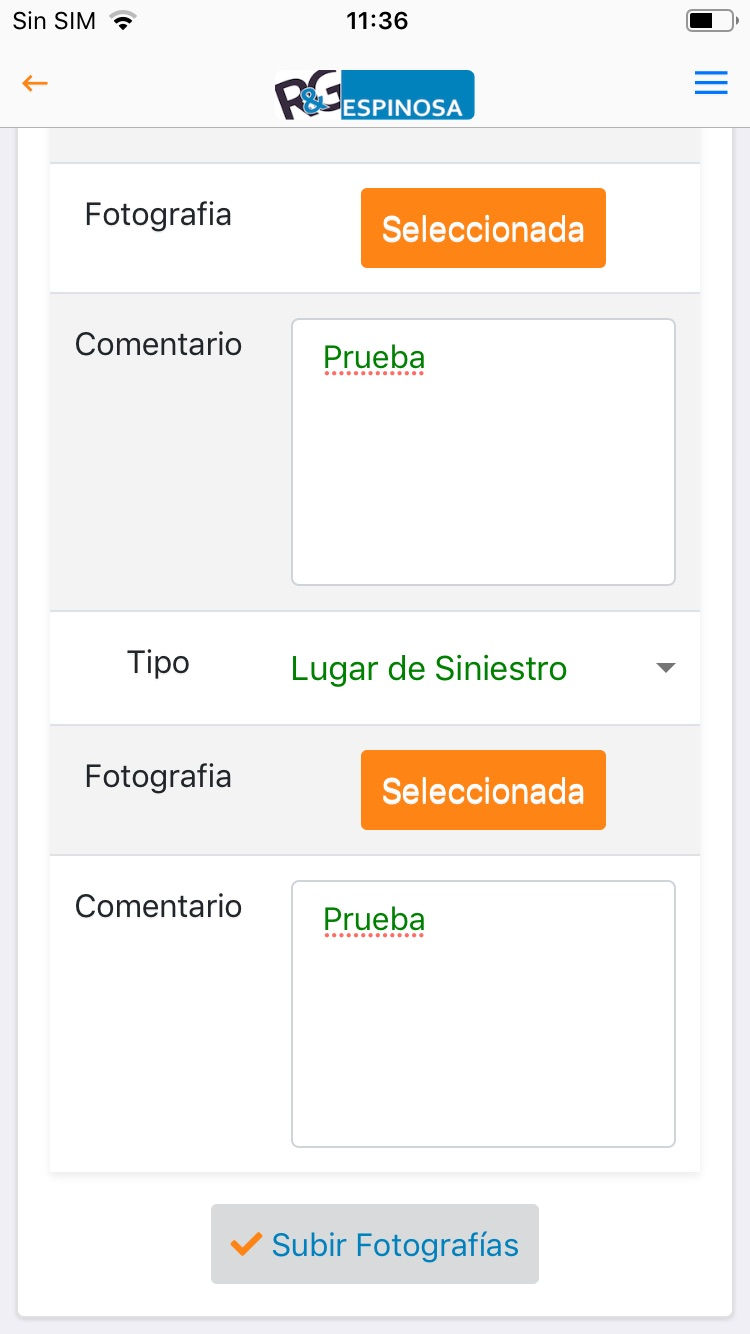 Sin SIM 11:36
R&G ESPINOSA
Fotografia Seleccionada
Comentario Prueba
Tipo Lugar de Siniestro
Fotografia Seleccionada
Comentario Prueba
Subir Fotografías